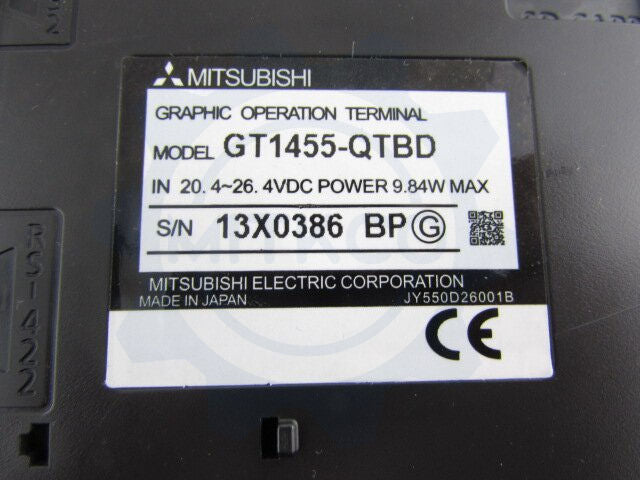 MITSUBISHI
GRAPHIC OPERATION TERMINAL
MODEL GT1455-QTBD
IN 20.4~26.4VDC POWER 9.84W MAX
S/N 13X0386 BP G
MITSUBISHI ELECTRIC CORPORATION
MADE IN JAPAN JY550D26001B
CE
RS-422